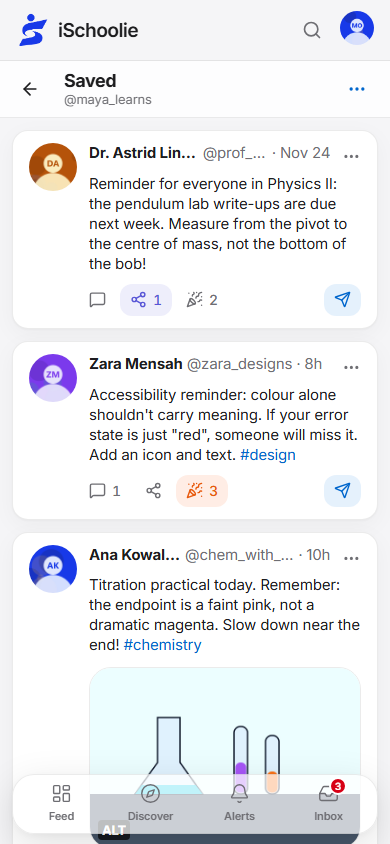 iSchoolie
MO
Saved
@maya_learns
DA
Dr. Astrid Lin... @prof_... · Nov 24
Reminder for everyone in Physics II:
the pendulum lab write-ups are due
next week. Measure from the pivot to
the centre of mass, not the bottom of
the bob!
1 2
ZM
Zara Mensah @zara_designs · 8h
Accessibility reminder: colour alone
shouldn't carry meaning. If your error
state is just "red", someone will miss it.
Add an icon and text. #design
1 3
AK
Ana Kowal... @chem_with_... · 10h
Titration practical today. Remember:
the endpoint is a faint pink, not a
dramatic magenta. Slow down near the
end! #chemistry
3
Feed Discover Alerts Inbox
ALT